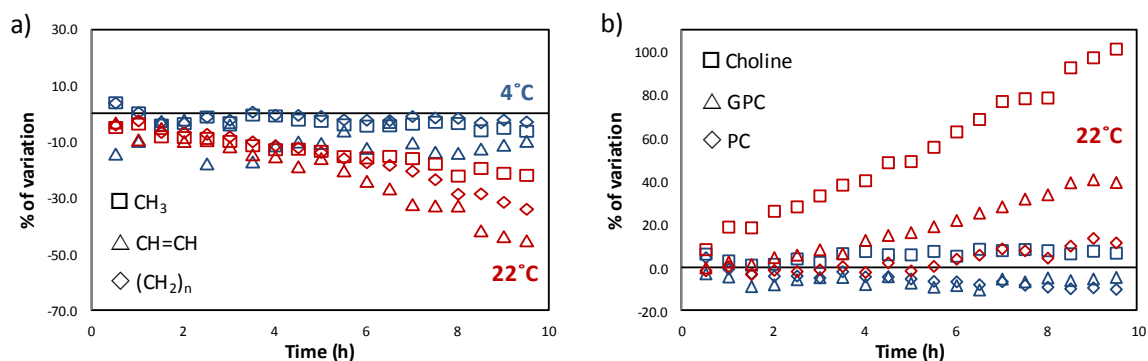 a)
% of variation
30.0
10.0
-10.0
-30.0
-50.0
-70.0
4˚C
22˚C
CH3
CH=CH
(CH2)n
0
2
4
6
8
10
Time (h)
b)
% of variation
100.0
80.0
60.0
40.0
20.0
0.0
-20.0
Choline
GPC
PC
22˚C
0
2
4
6
8
10
Time (h)